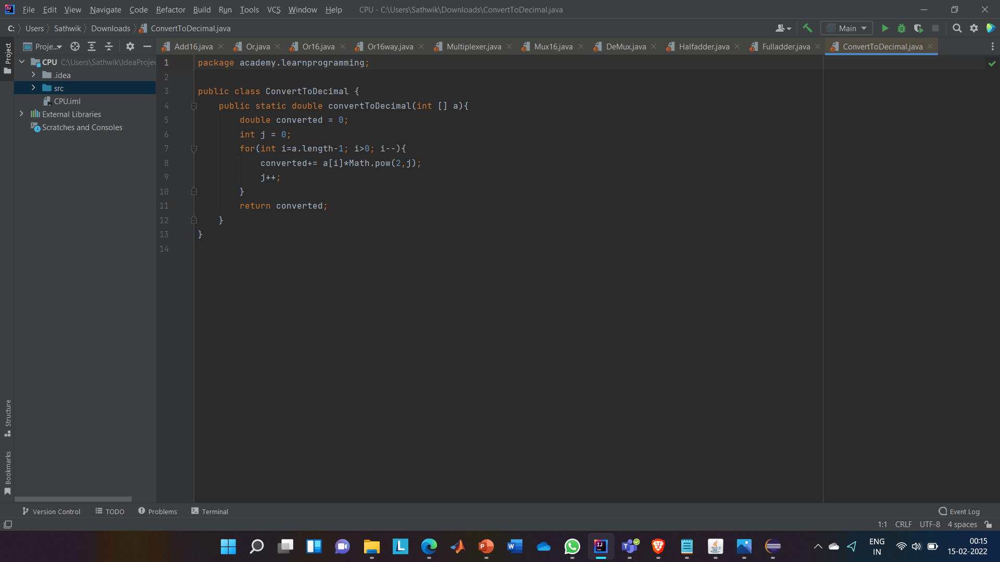 File Edit View Navigate Code Refactor Build Run Tools VCS Window Help CPU - C:\Users\Sathwik\Downloads\ConvertToDecimal.java
C: Users Sathwik Downloads ConvertToDecimal.java Main
Project
Proje... Add16.java Or.java Or16.java Or16way.java Multiplexer.java Mux16.java DeMux.java Halfadder.java Fulladder.java ConvertToDecimal.java
CPU C:\Users\Sathwik\IdeaProjec
.idea
src
CPU.iml
External Libraries
Scratches and Consoles
1 package academy.learnprogramming;
2
3 public class ConvertToDecimal {
4 public static double convertToDecimal(int [] a){
5 double converted = 0;
6 int j = 0;
7 for(int i=a.length-1; i>0; i--){
8 converted+= a[i]*Math.pow(2,j);
9 j++;
10 }
11 return converted;
12 }
13 }
14
Structure
Bookmarks
Version Control TODO Problems Terminal Event Log
1:1 CRLF UTF-8 4 spaces
ENG
IN
00:15
15-02-2022